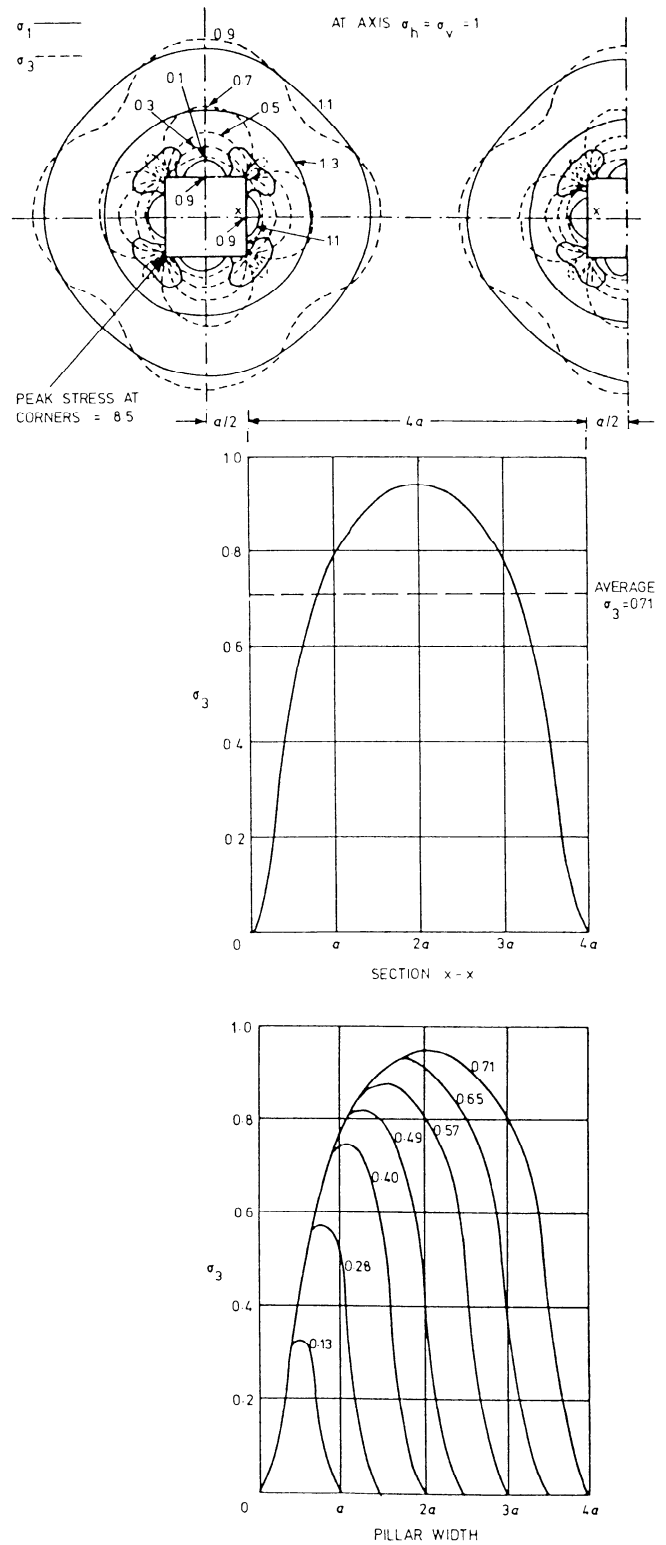 σ1
σ3
AT AXIS σh = σv = 1
0.9
0.1
0.7
0.3
0.5
1.1
1.3
0.9
x
0.9
1.1
x
PEAK STRESS AT
CORNERS = 8.5
a/2
4a
a/2
1.0
0.8
AVERAGE
σ3 = 0.71
0.6
σ3
0.4
0.2
0
a
2a
3a
4a
SECTION x-x
1.0
0.71
0.65
0.8
0.49
0.57
0.40
0.6
σ3
0.28
0.4
0.13
0.2
0
a
2a
3a
4a
PILLAR WIDTH